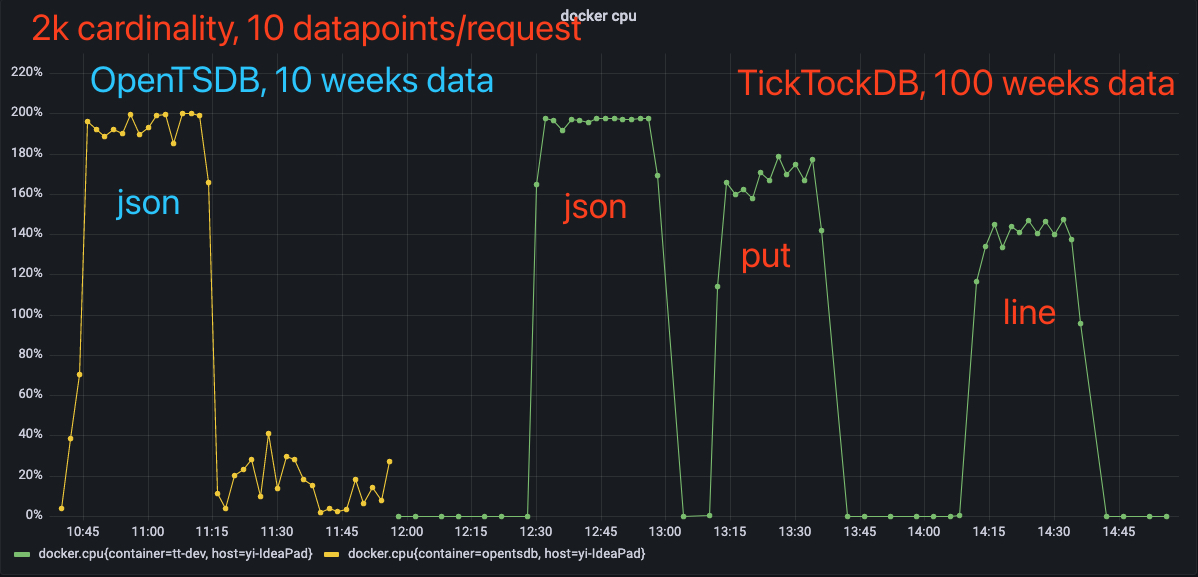 docker cpu
2k cardinality, 10 datapoints/request
OpenTSDB, 10 weeks data
TickTockDB, 100 weeks data
220%
200%
180%
160%
140%
120%
100%
80%
60%
40%
20%
0%
json
json
put
line
10:45 11:00 11:15 11:30 11:45 12:00 12:15 12:30 12:45 13:00 13:15 13:30 13:45 14:00 14:15 14:30 14:45
docker.cpu{container=tt-dev, host=yi-IdeaPad} docker.cpu{container=opentsdb, host=yi-IdeaPad}